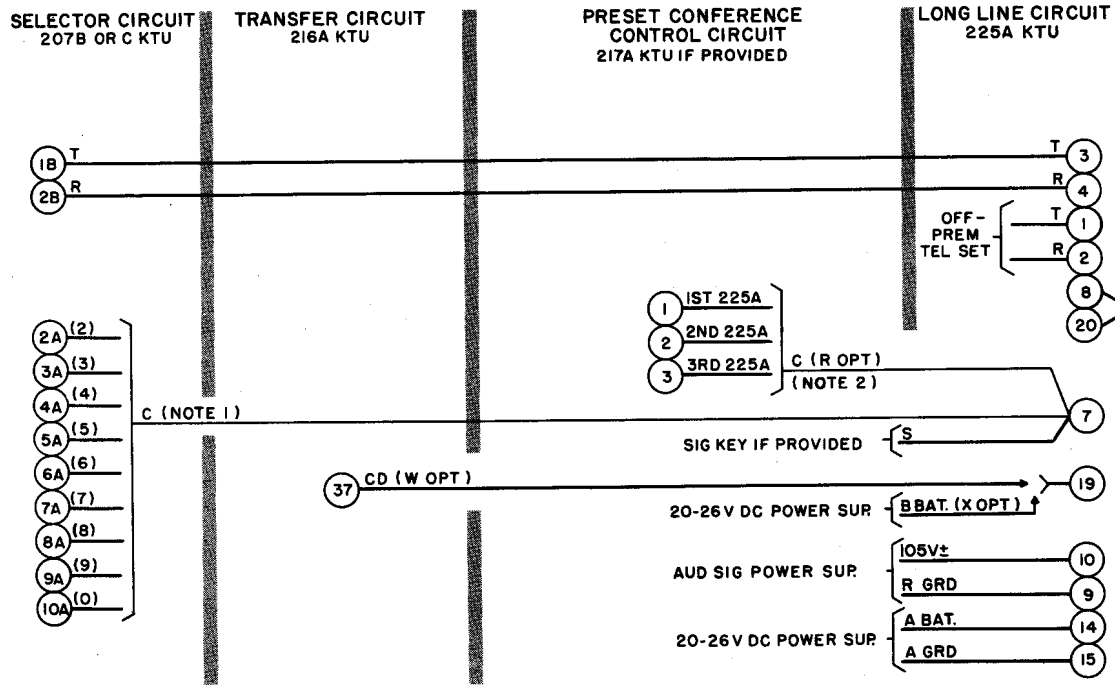 SELECTOR CIRCUIT
207B OR C KTU
TRANSFER CIRCUIT
216A KTU
PRESET CONFERENCE
CONTROL CIRCUIT
217A KTU IF PROVIDED
LONG LINE CIRCUIT
225A KTU
1B T T 3
2B R R 4
OFF-
PREM
TEL SET
T 1
R 2
8
20
1 1ST 225A
2 2ND 225A
3 3RD 225A
C (R OPT)
(NOTE 2)
2A (2)
3A (3)
4A (4)
5A (5)
6A (6)
7A (7)
8A (8)
9A (9)
10A (0)
C (NOTE 1)
7
SIG KEY IF PROVIDED S
37 CD (W OPT) 19
20-26V DC POWER SUP. B BAT. (X OPT)
AUD SIG POWER SUP.
105V± 10
R GRD 9
20-26V DC POWER SUP.
A BAT. 14
A GRD 15